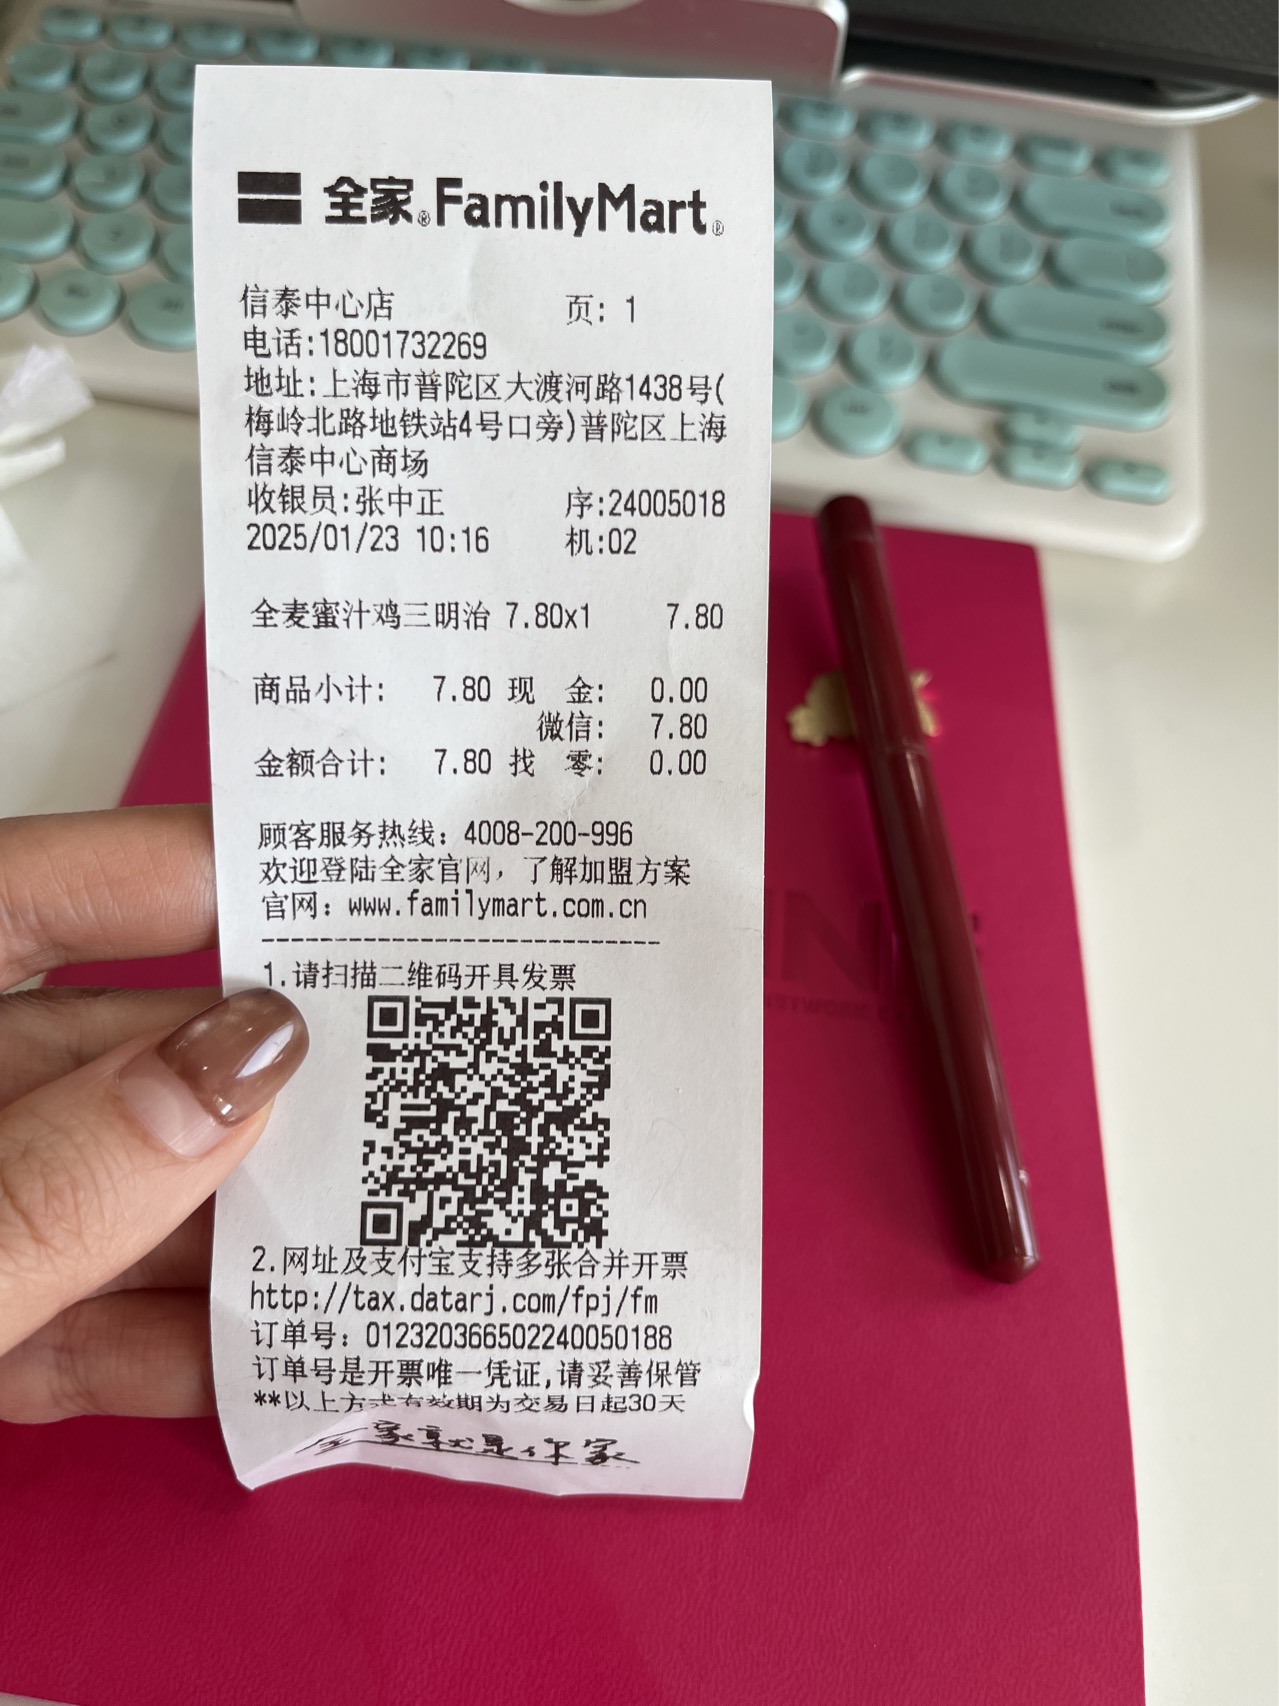 全家® FamilyMart®
信泰中心店 页: 1
电话:18001732269
地址:上海市普陀区大渡河路1438号(
梅岭北路地铁站4号口旁)普陀区上海
信泰中心商场
收银员:张中正 序:24005018
2025/01/23 10:16 机:02
全麦蜜汁鸡三明治 7.80x1 7.80
商品小计: 7.80 现 金: 0.00
微信: 7.80
金额合计: 7.80 找 零: 0.00
顾客服务热线: 4008-200-996
欢迎登陆全家官网, 了解加盟方案
官网: www.familymart.com.cn
----------------------------
1.请扫描二维码开具发票
2.网址及支付宝支持多张合并开票
http://tax.datarj.com/fpj/fm
订单号: 012320366502240050188
订单号是开票唯一凭证,请妥善保管
**以上方式有效期为交易日起30天
全家就是你家